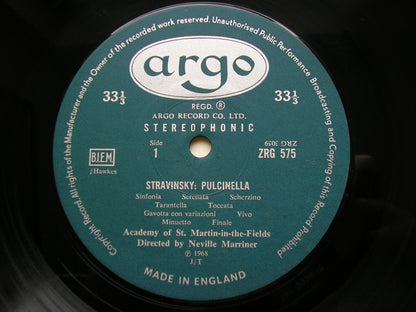 Copyright Record. All rights of the Manufacturer and the Owner of the recorded work reserved. Unauthorised Public Performance Broadcasting and Copying of this Record Prohibited
argo
33⅓
33⅓
REGD. ®
ARGO RECORD CO. LTD.
STEREOPHONIC
Side
1
ZRG 5059
ZRG 575
B.I.E.M.
/Hawkes
STRAVINSKY: PULCINELLA
Sinfonia Serenata Scherzino
Tarantella Toccata
Gavotta con variazioni Vivo
Minuetto Finale
Academy of St. Martin-in-the-Fields
Directed by Neville Marriner
℗ 1968
J/T
MADE IN ENGLAND